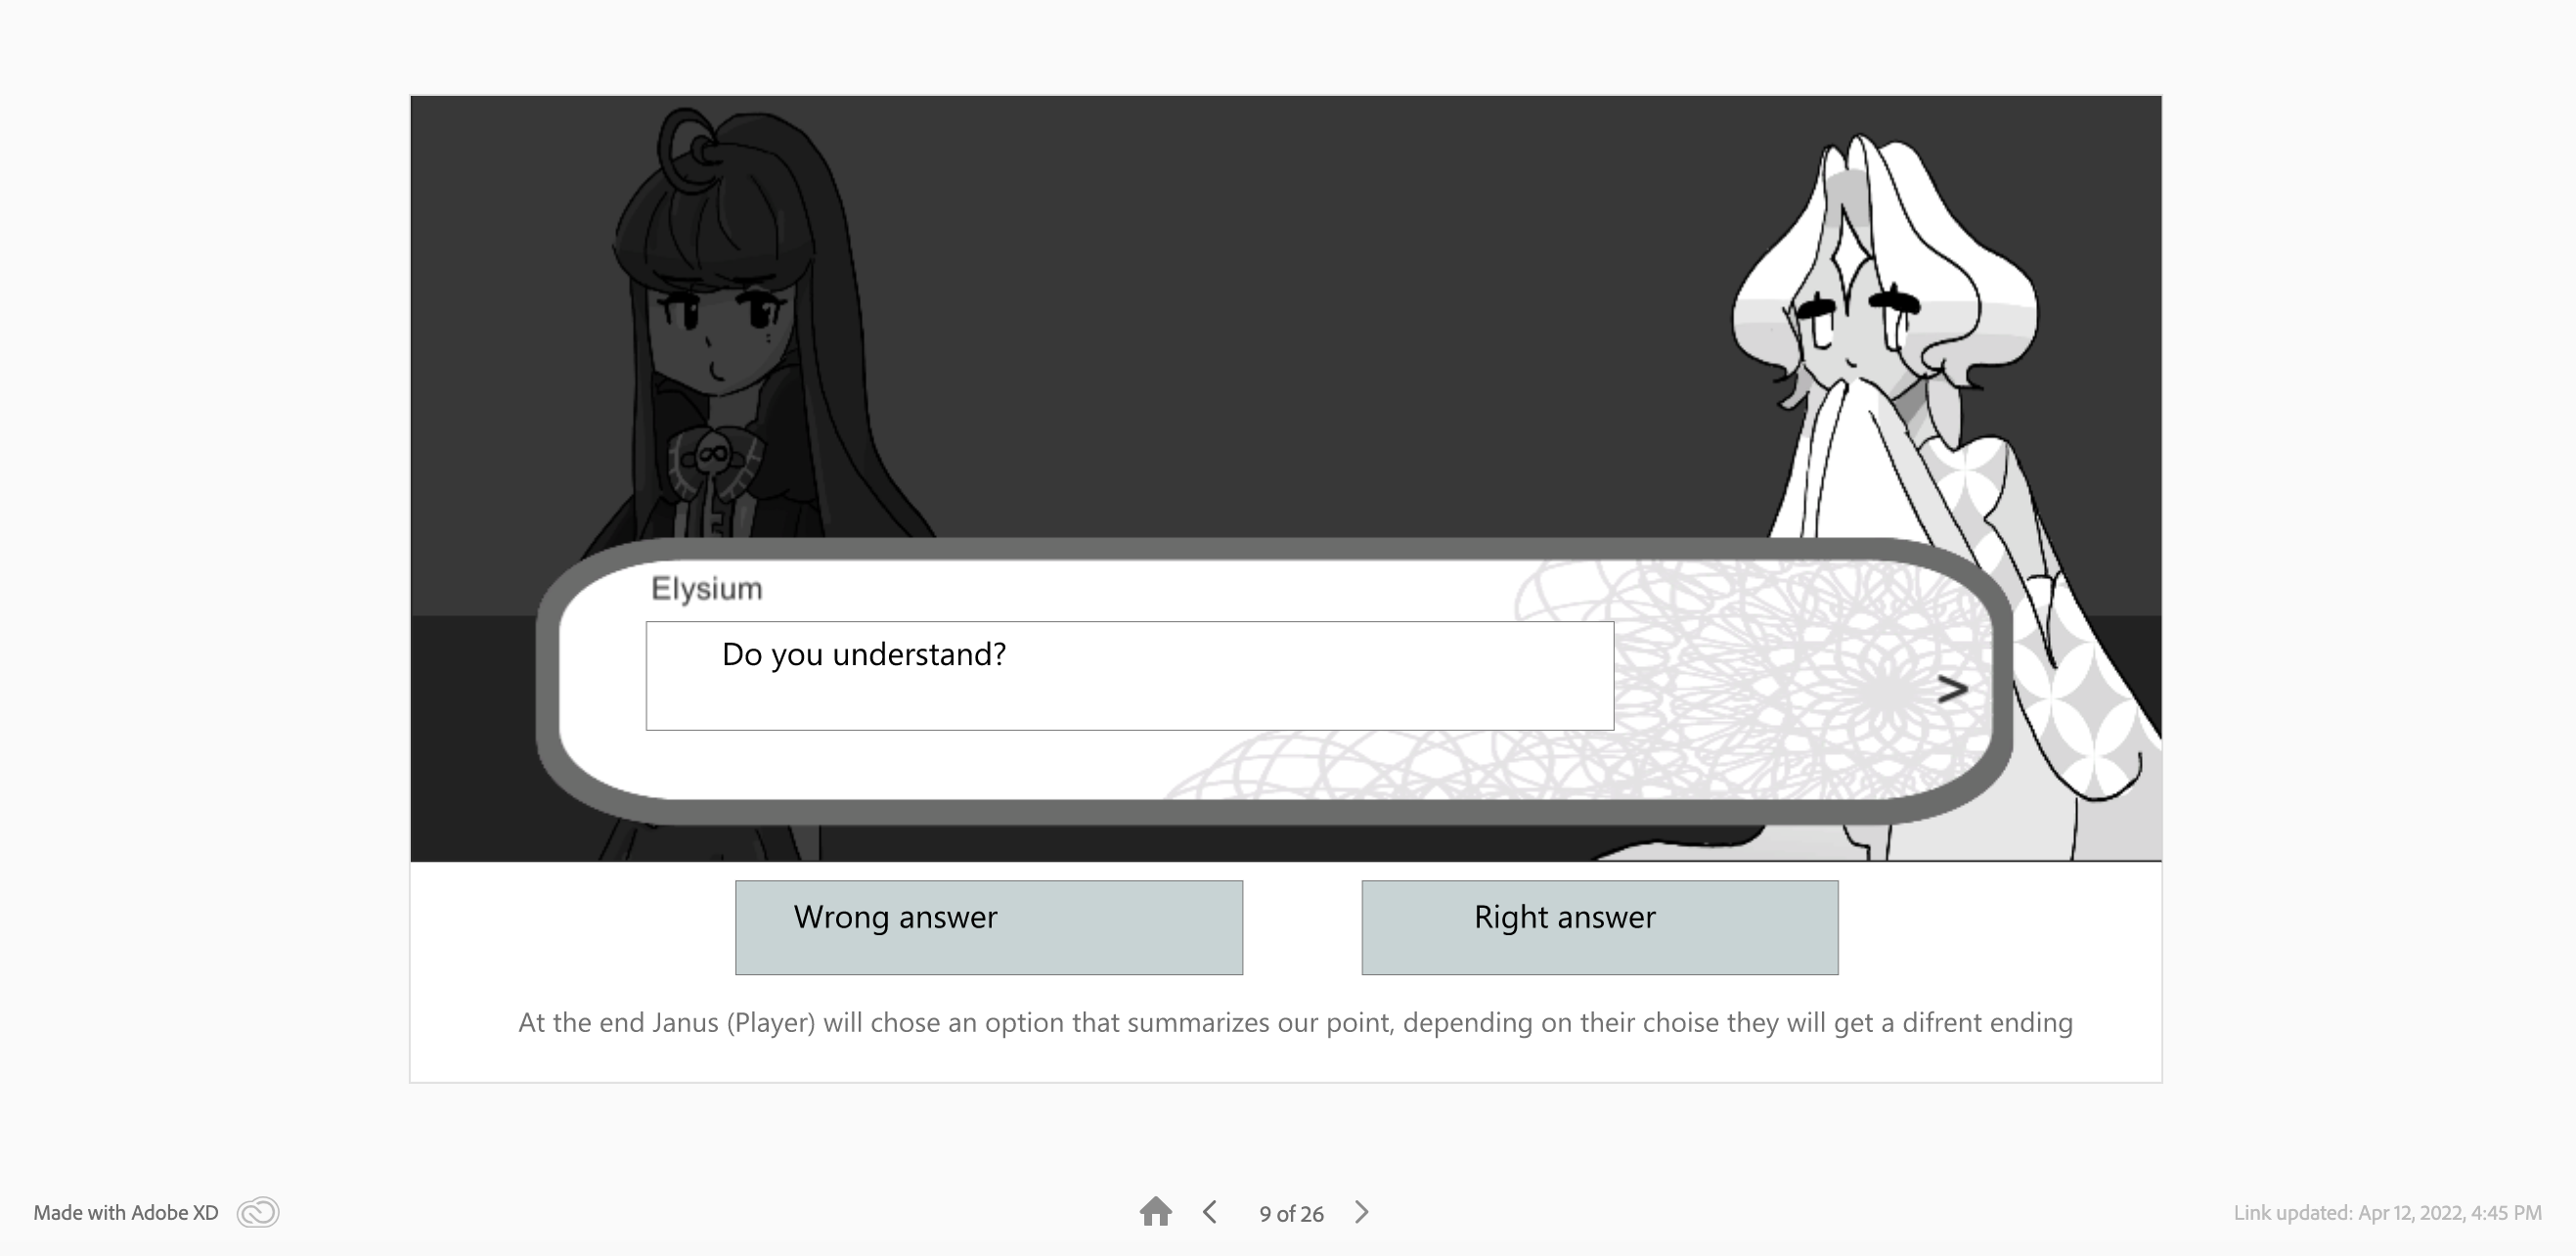 Elysium
Do you understand?
>
Wrong answer
Right answer
At the end Janus (Player) will chose an option that summarizes our point, depending on their choise they will get a difrent ending
Made with Adobe XD
9 of 26
Link updated: Apr 12, 2022, 4:45 PM